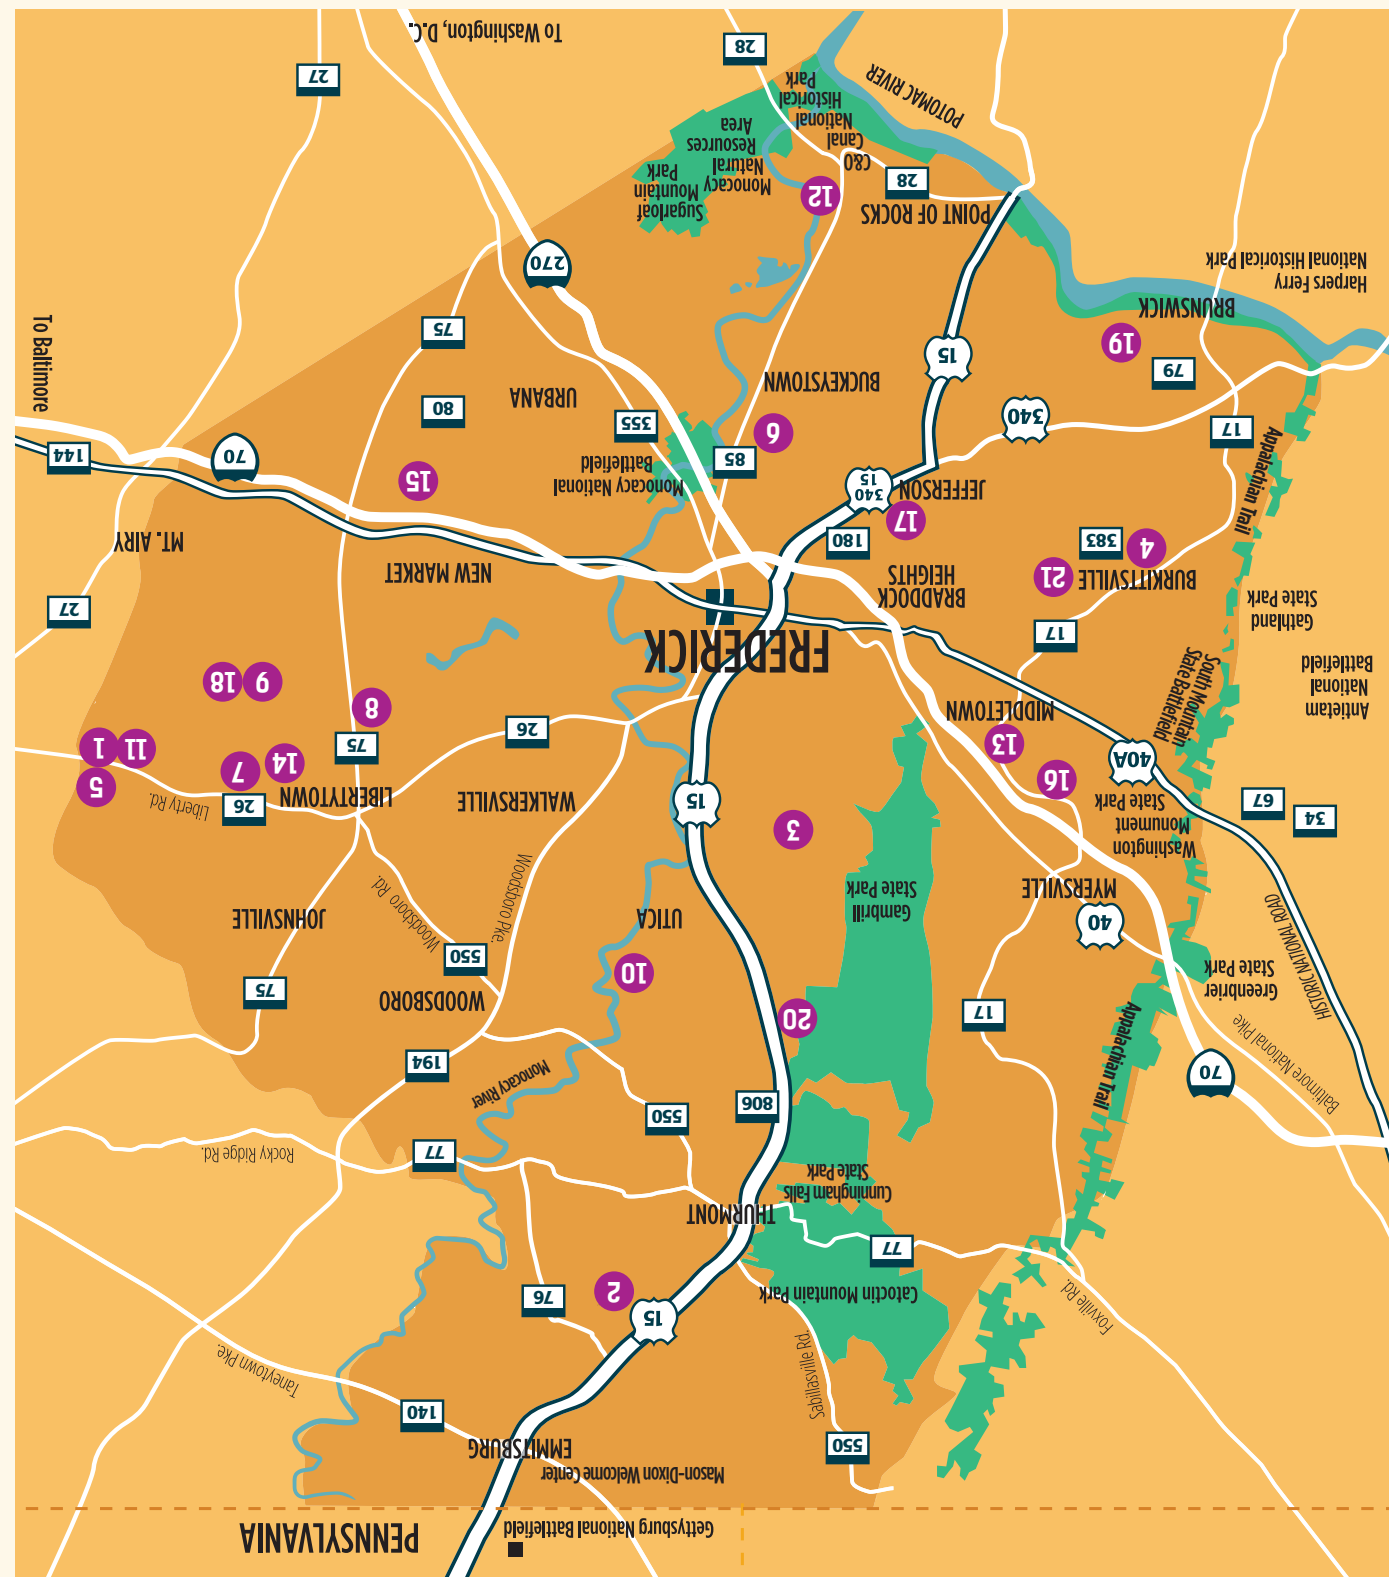 Gettysburg National Battlefield
PENNSYLVANIA
Mason-Dixon Welcome Center
EMMITSBURG
550
140
Sabillasville Rd.
Taneytown Pke.
15
2
76
Foxville Rd.
Catoctin Mountain Park
77
THURMONT
Cunningham Falls
State Park
77
Rocky Ridge Rd.
550
806
Monocacy River
70
Baltimore National Pike
Appalachian Trail
194
20
17
WOODSBORO
75
Greenbrier
State Park
10
550
HISTORIC NATIONAL ROAD
40
UTICA
JOHNSVILLE
Woodsboro Rd.
Woodsboro Pke.
Gambrill
State Park
MYERSVILLE
Washington
Monument
State Park
3
34
67
15
WALKERSVILLE
LIBERTYTOWN
26
Liberty Rd.
16
5
40A
14
7
13
75
11
1
26
MIDDLETOWN
8
South Mountain
State Battlefield
Antietam
National
Battlefield
9
18
FREDERICK
17
Gathland
State Park
27
BRADDOCK
HEIGHTS
BURKITTSVILLE
21
NEW MARKET
4
383
180
MT. AIRY
17
JEFFERSON
340
15
Monocacy National
Battlefield
15
Appalachian Trail
85
70
144
6
17
340
355
80
URBANA
BUCKEYSTOWN
To Baltimore
79
19
15
75
BRUNSWICK
Harpers Ferry
National Historical Park
270
POINT OF ROCKS
Sugarloaf
Mountain
Park
12
28
Monocacy
Natural
Resources
Area
C&O
Canal
National
Historical
Park
POTOMAC RIVER
27
28
To Washington, D.C.